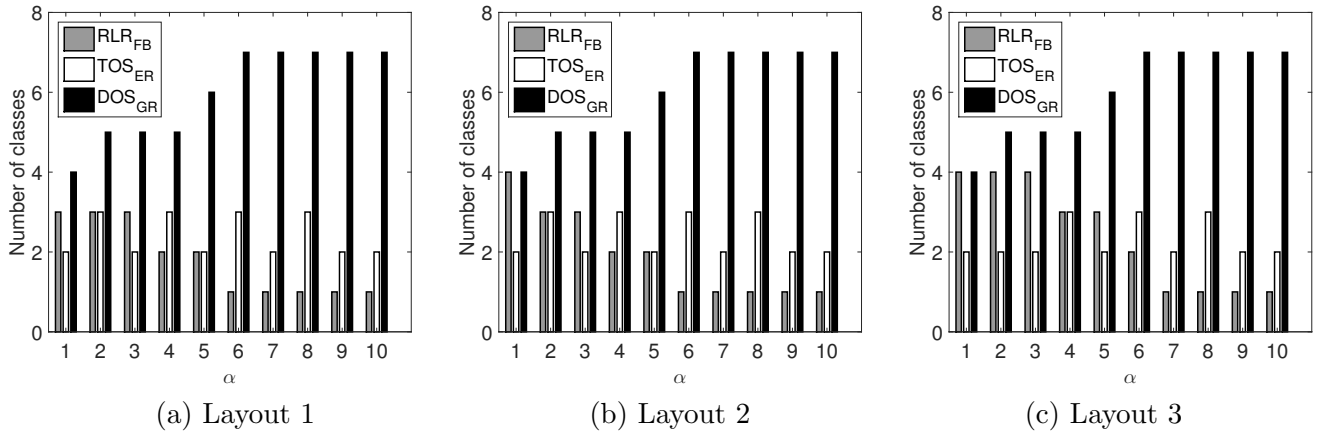 8
6
4
2
0
Number of classes
RLR_FB
TOS_ER
DOS_GR
1 2 3 4 5 6 7 8 9 10
α
(a) Layout 1
8
6
4
2
0
Number of classes
RLR_FB
TOS_ER
DOS_GR
1 2 3 4 5 6 7 8 9 10
α
(b) Layout 2
8
6
4
2
0
Number of classes
RLR_FB
TOS_ER
DOS_GR
1 2 3 4 5 6 7 8 9 10
α
(c) Layout 3